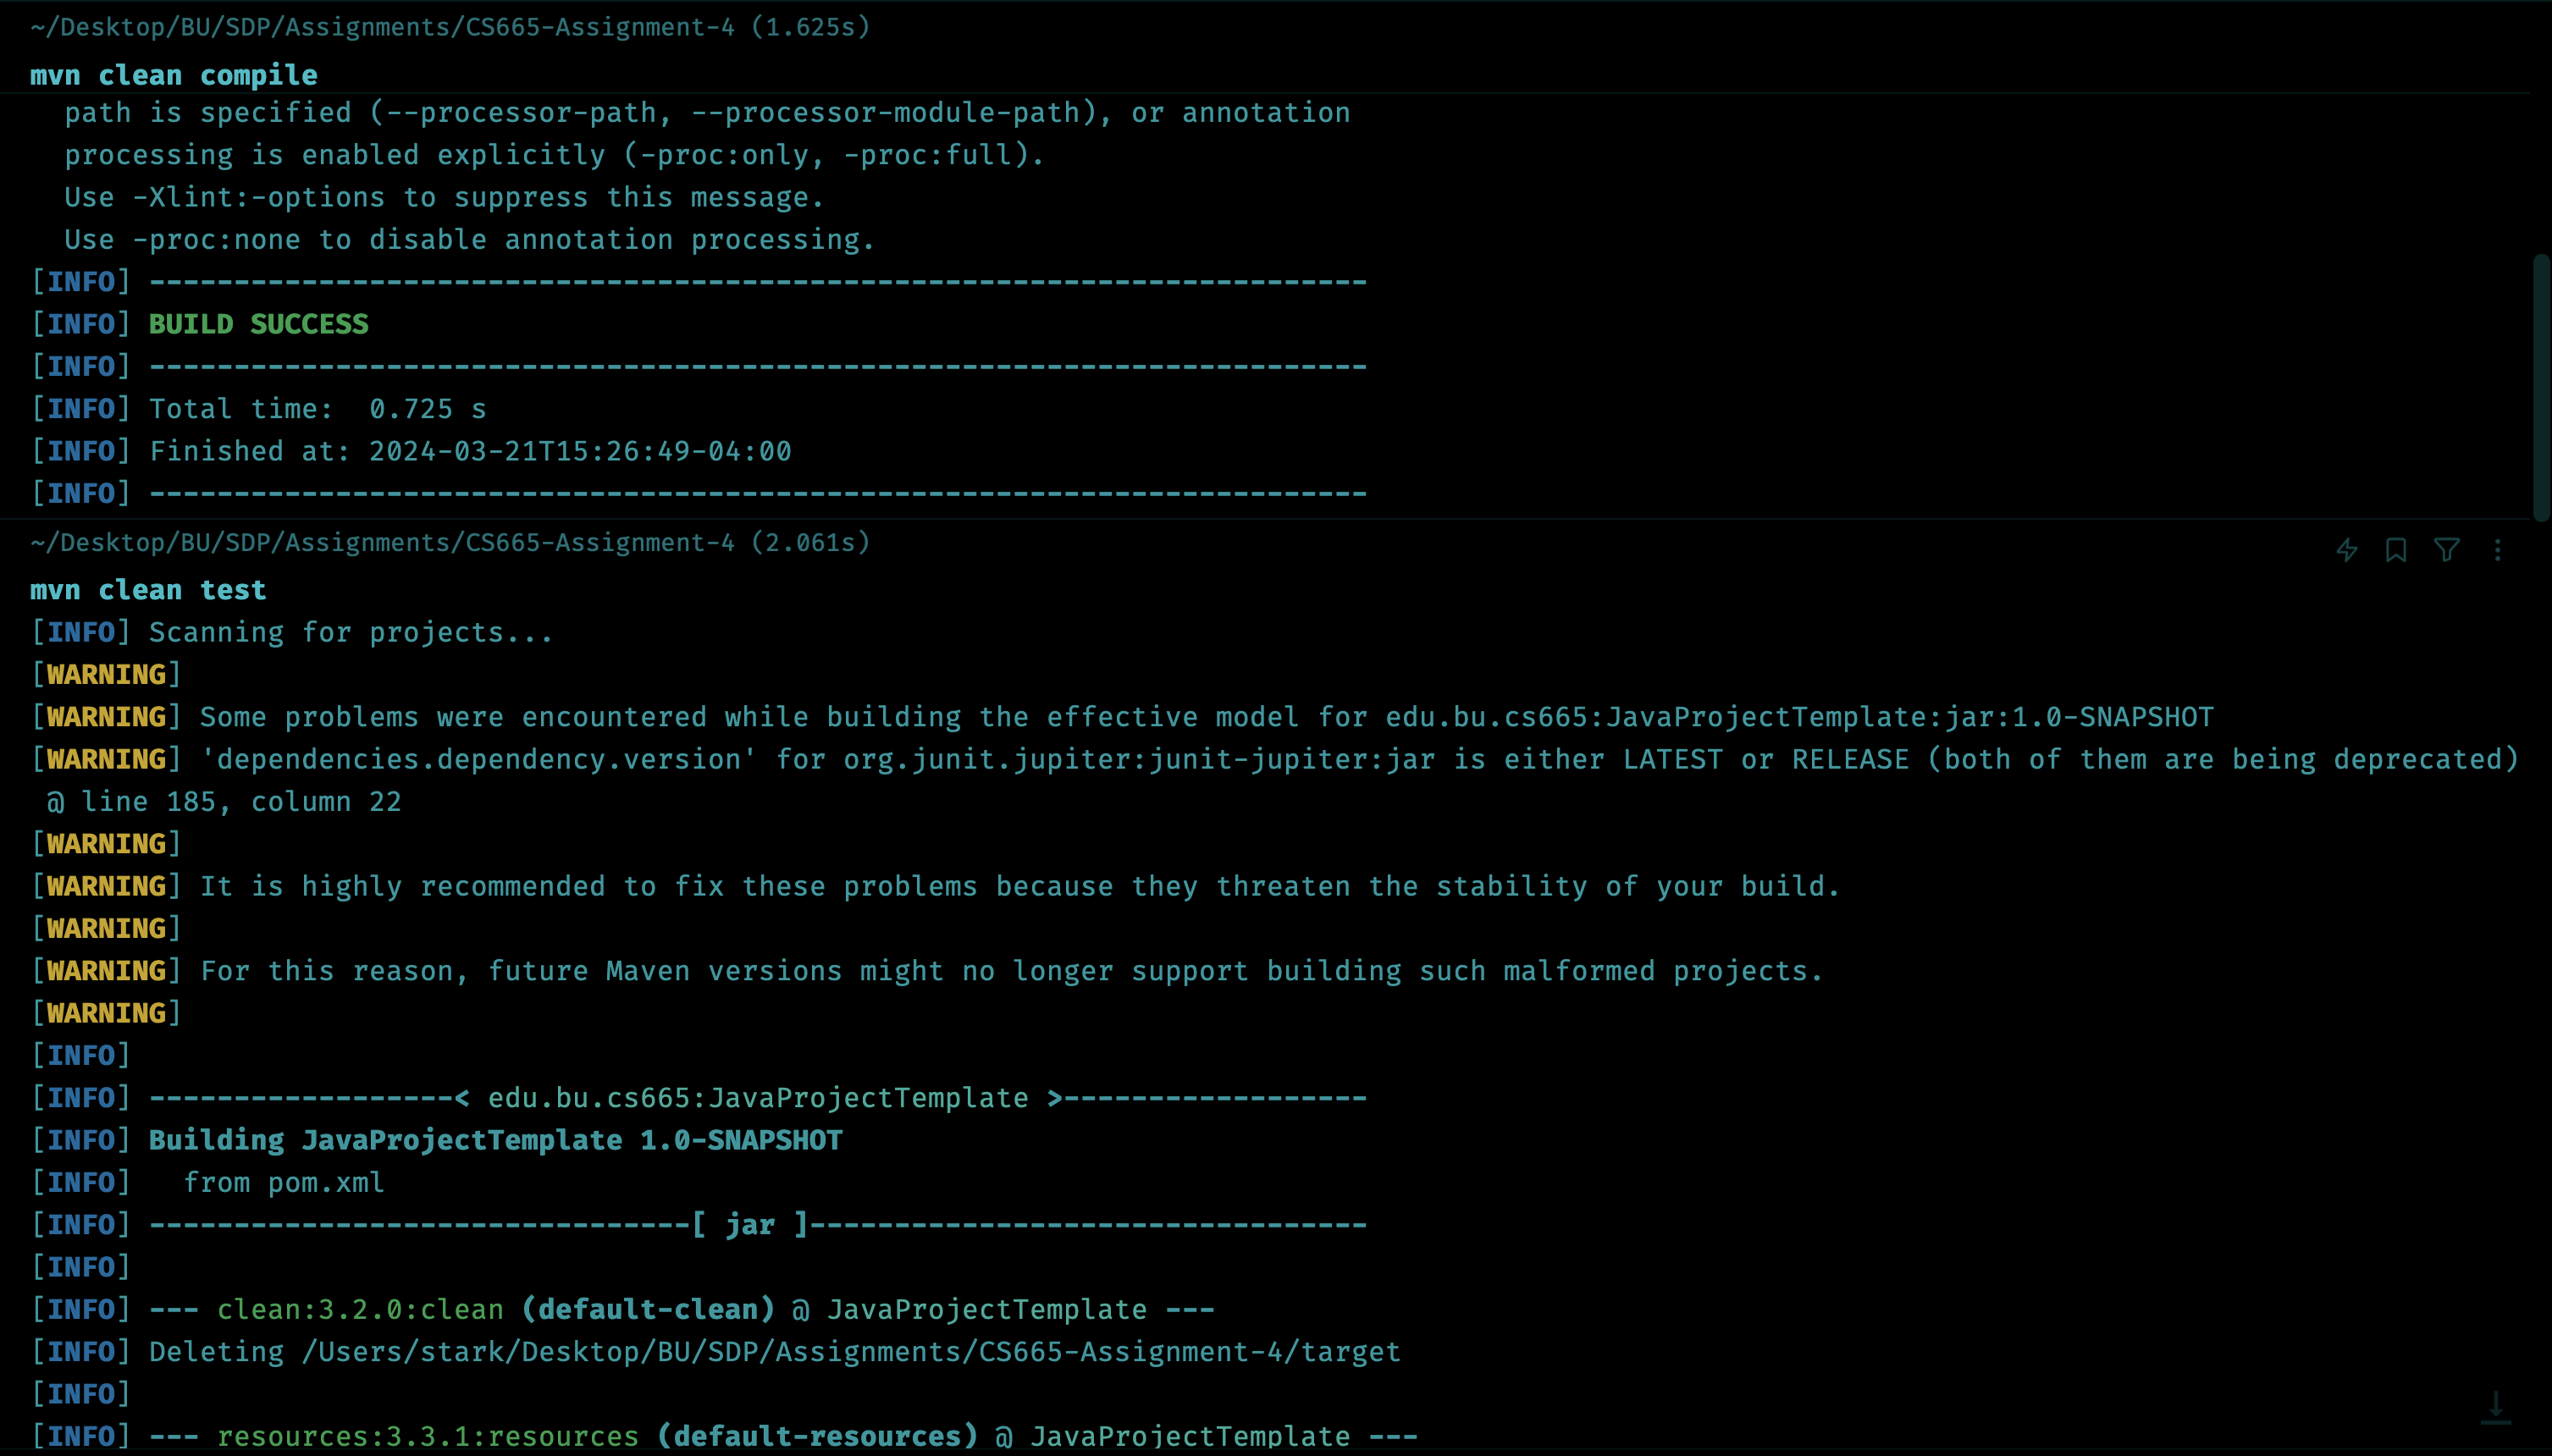 ~/Desktop/BU/SDP/Assignments/CS665-Assignment-4 (1.625s)
mvn clean compile
path is specified (--processor-path, --processor-module-path), or annotation
processing is enabled explicitly (-proc:only, -proc:full).
Use -Xlint:-options to suppress this message.
Use -proc:none to disable annotation processing.
[INFO] ------------------------------------------------------------------------
[INFO] BUILD SUCCESS
[INFO] ------------------------------------------------------------------------
[INFO] Total time:  0.725 s
[INFO] Finished at: 2024-03-21T15:26:49-04:00
[INFO] ------------------------------------------------------------------------
~/Desktop/BU/SDP/Assignments/CS665-Assignment-4 (2.061s)
mvn clean test
[INFO] Scanning for projects...
[WARNING]
[WARNING] Some problems were encountered while building the effective model for edu.bu.cs665:JavaProjectTemplate:jar:1.0-SNAPSHOT
[WARNING] 'dependencies.dependency.version' for org.junit.jupiter:junit-jupiter:jar is either LATEST or RELEASE (both of them are being deprecated)
@ line 185, column 22
[WARNING]
[WARNING] It is highly recommended to fix these problems because they threaten the stability of your build.
[WARNING]
[WARNING] For this reason, future Maven versions might no longer support building such malformed projects.
[WARNING]
[INFO]
[INFO] ------------------< edu.bu.cs665:JavaProjectTemplate >------------------
[INFO] Building JavaProjectTemplate 1.0-SNAPSHOT
[INFO]   from pom.xml
[INFO] --------------------------------[ jar ]---------------------------------
[INFO]
[INFO] --- clean:3.2.0:clean (default-clean) @ JavaProjectTemplate ---
[INFO] Deleting /Users/stark/Desktop/BU/SDP/Assignments/CS665-Assignment-4/target
[INFO]
[INFO] --- resources:3.3.1:resources (default-resources) @ JavaProjectTemplate ---